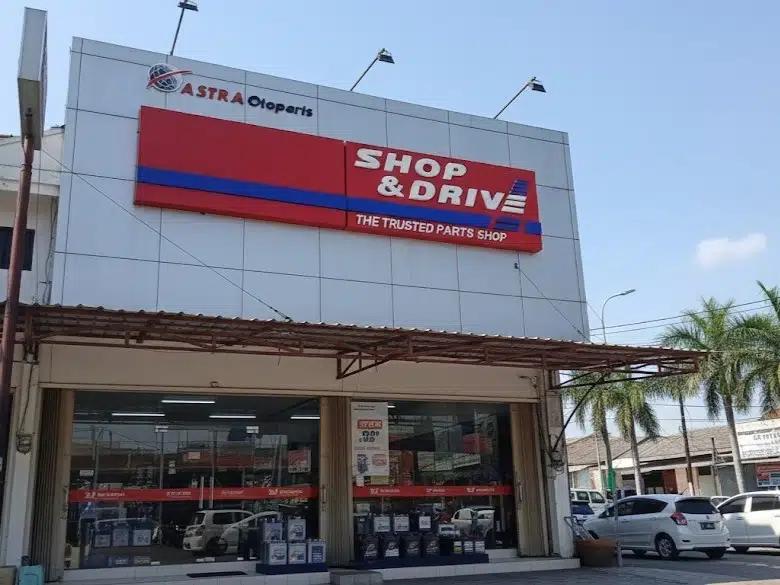 ASTRA Otoparts
SHOP
& DRIVE
THE TRUSTED PARTS SHOP